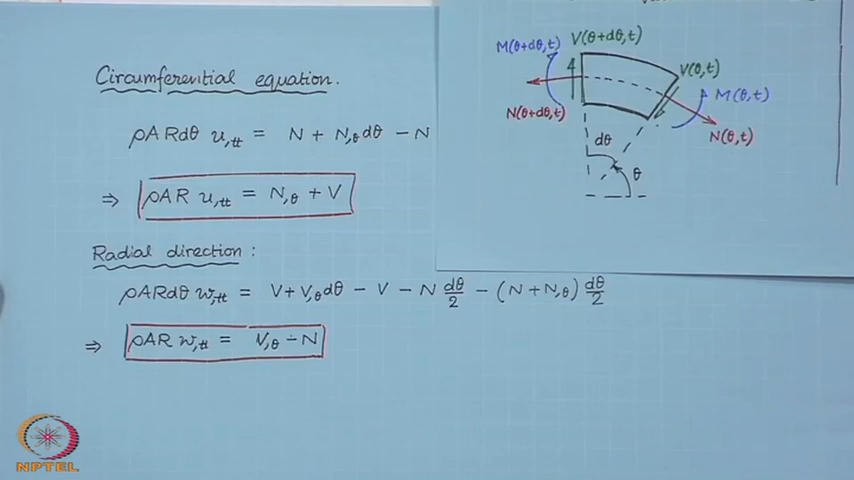 Circumferential equation.
ρARdθ u,tt = N + N,θ dθ − N
⇒ ρAR u,tt = N,θ + V
Radial direction :
ρARdθ w,tt = V + V,θ dθ − V − N dθ/2 − (N + N,θ) dθ/2
⇒ ρAR w,tt = V,θ − N
M(θ+dθ,t)
V(θ+dθ,t)
V(θ,t)
M(θ,t)
N(θ+dθ,t)
N(θ,t)
dθ
θ
NPTEL